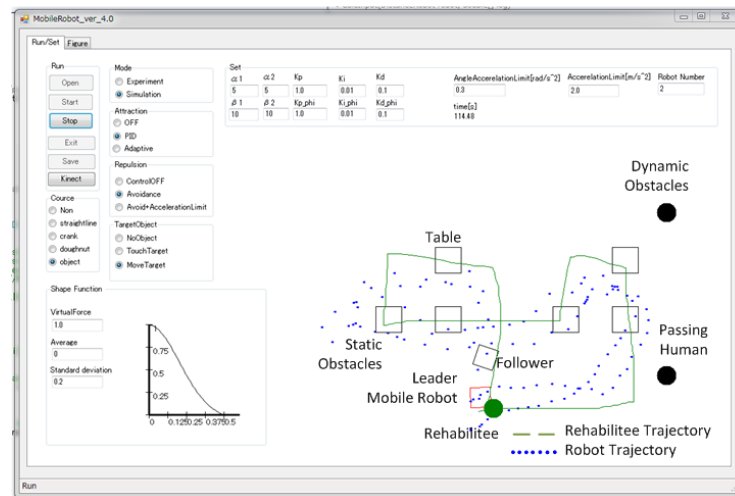 MobileRobot_ver_4.0
Run/Set Figure
Run
Open
Start
Stop
Exit
Save
Kinect
Cource
Non
straightline
crank
doughnut
object
Mode
Experiment
Simulation
Attraction
OFF
PID
Adaptive
Repulsion
ControlOFF
Avoidance
Avoid+AccerelationLimit
TargetObject
NoObject
TouchTarget
MoveTarget
Set
α1 α2 Kp Ki Kd
5 5 1.0 0.01 0.1
β1 β2 Kp_phi Ki_phi Kd_phi
10 10 1.0 0.01 0.1
AngleAccerelationLimit[rad/s^2] AccerelationLimit[m/s^2] Robot Number
0.3 2.0 2
time[s]
114.48
Shape Function
VirtualForce
1.0
Average
0
Standard deviation
0.2
1
0.75
0.5
0.25
0
0 0.125 0.25 0.375 0.5
Dynamic
Obstacles
Table
Static
Obstacles
Follower
Leader
Mobile Robot
Passing
Human
Rehabilitee
Rehabilitee Trajectory
Robot Trajectory
Run